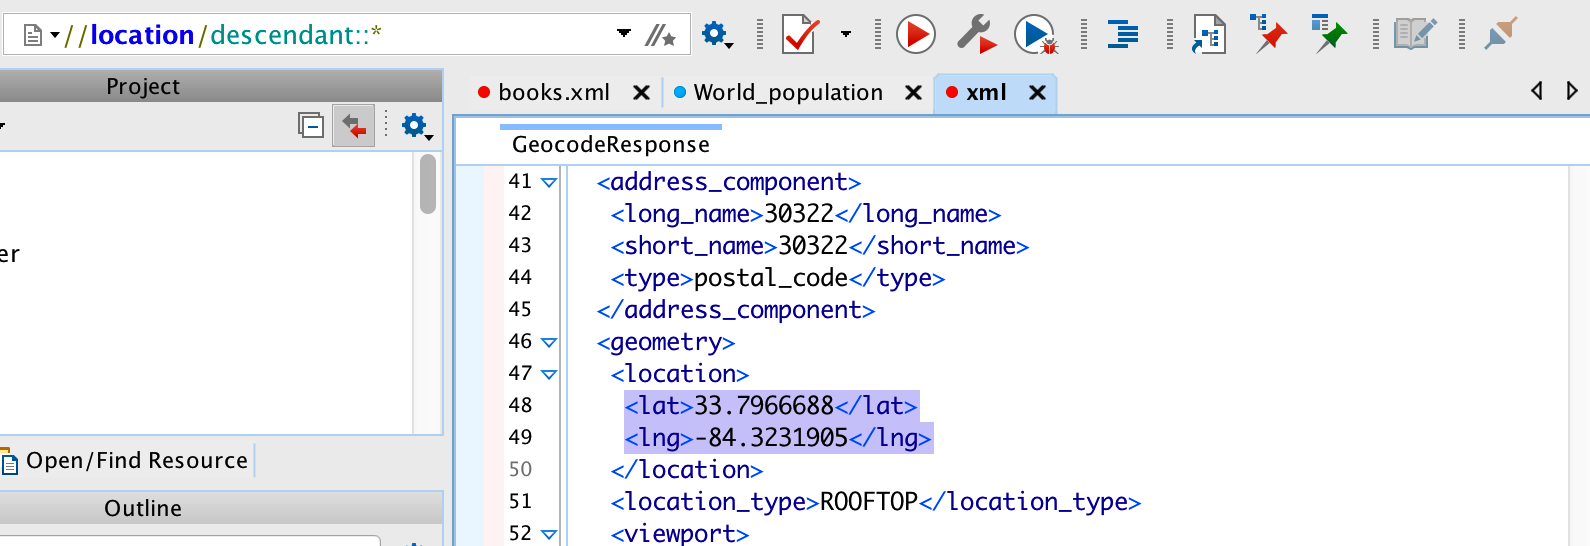 //location/descendant::*
Project
books.xml
World_population
xml
GeocodeResponse
er
41 <address_component>
42 <long_name>30322</long_name>
43 <short_name>30322</short_name>
44 <type>postal_code</type>
45 </address_component>
46 <geometry>
47 <location>
48 <lat>33.7966688</lat>
49 <lng>-84.3231905</lng>
50 </location>
51 <location_type>ROOFTOP</location_type>
52 <viewport>
Open/Find Resource
Outline